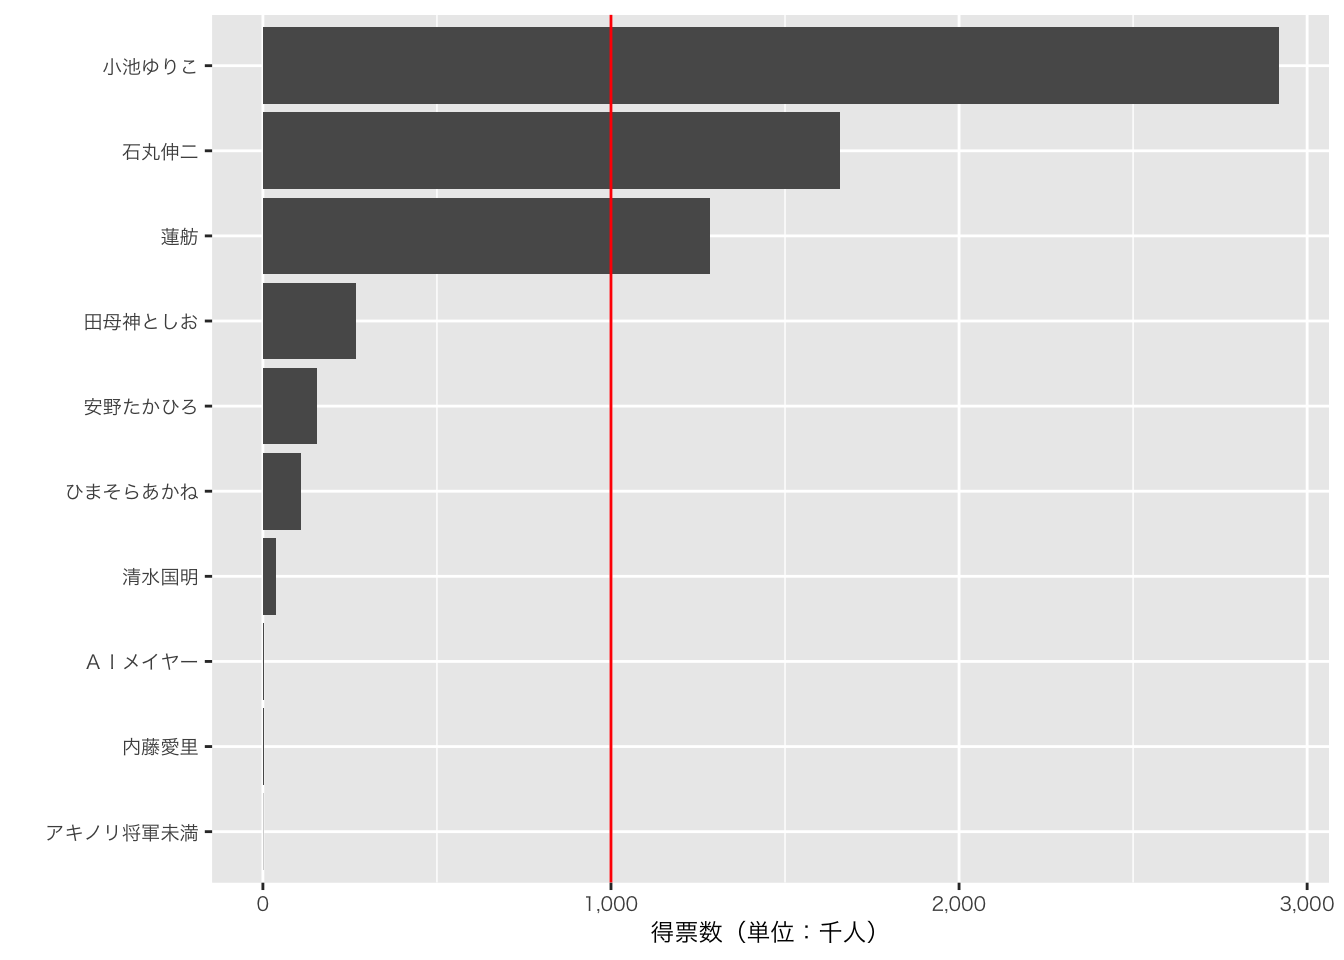 小池ゆりこ
石丸伸二
蓮舫
田母神としお
安野たかひろ
ひまそらあかね
清水国明
ＡＩメイヤー
内藤愛里
アキノリ将軍未満
0 1,000 2,000 3,000
得票数（単位：千人）